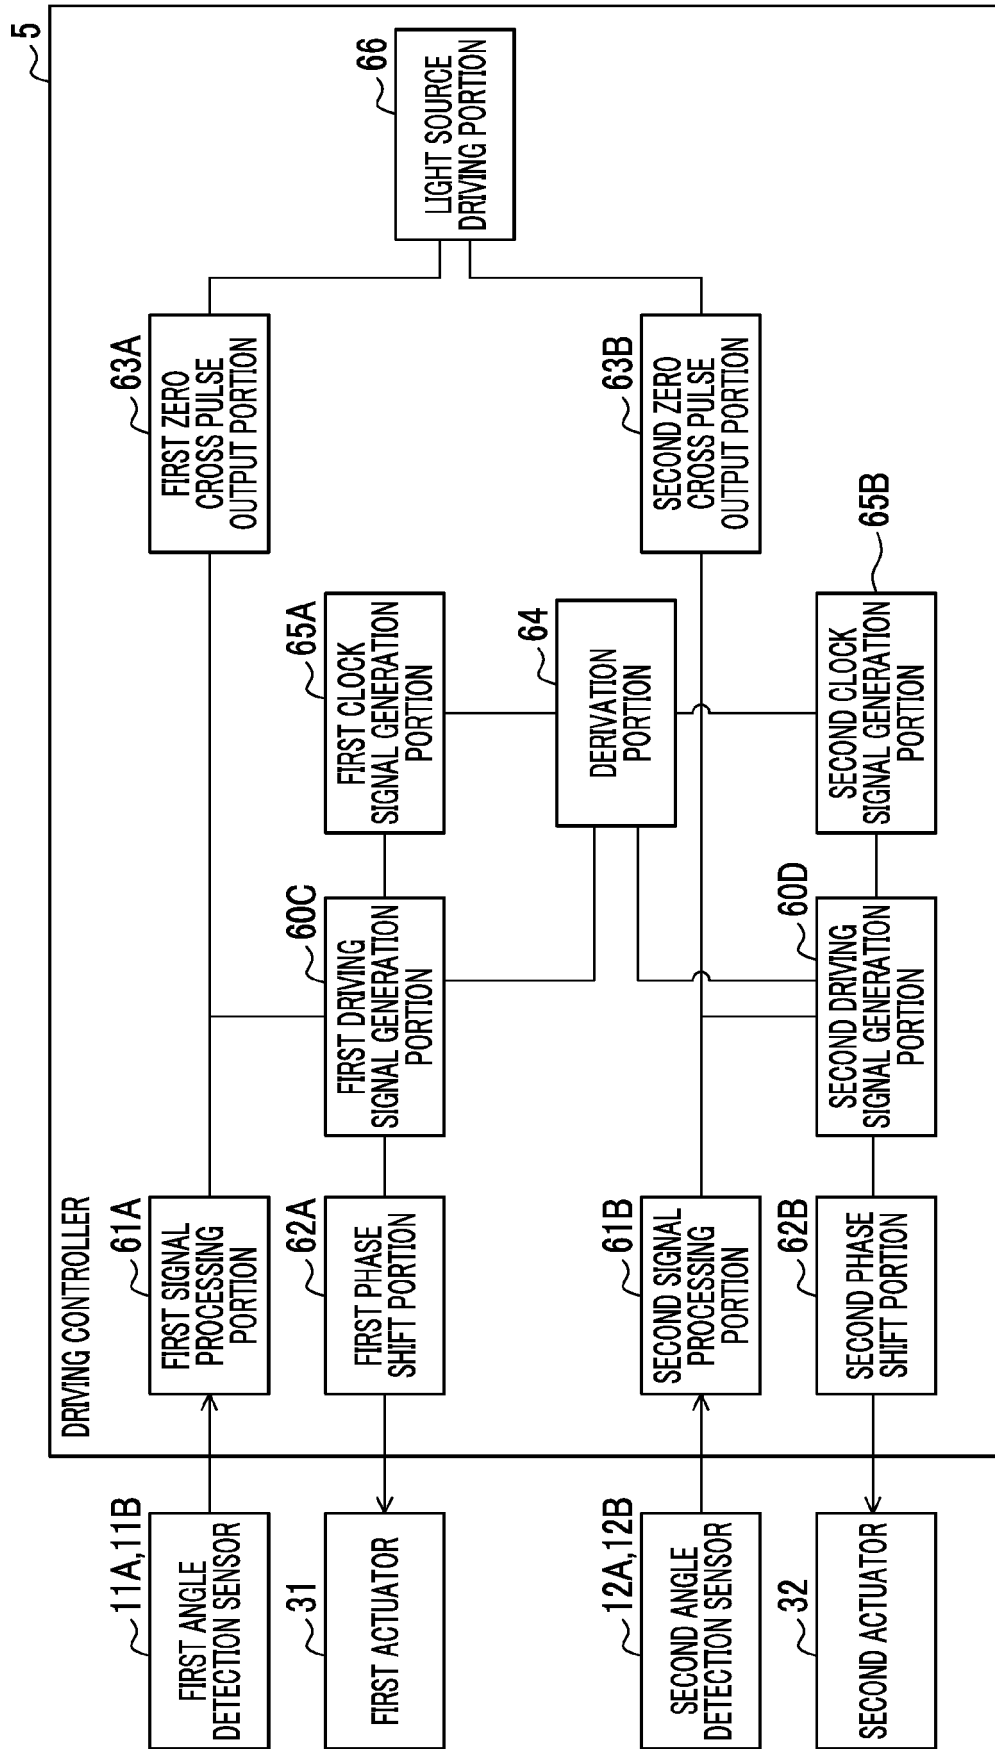 5
DRIVING CONTROLLER
11A,11B
FIRST ANGLE
DETECTION SENSOR
61A
FIRST SIGNAL
PROCESSING
PORTION
63A
FIRST ZERO
CROSS PULSE
OUTPUT PORTION
66
LIGHT SOURCE
DRIVING PORTION
31
FIRST ACTUATOR
62A
FIRST PHASE
SHIFT PORTION
60C
FIRST DRIVING
SIGNAL GENERATION
PORTION
65A
FIRST CLOCK
SIGNAL GENERATION
PORTION
64
DERIVATION
PORTION
12A,12B
SECOND ANGLE
DETECTION SENSOR
61B
SECOND SIGNAL
PROCESSING
PORTION
63B
SECOND ZERO
CROSS PULSE
OUTPUT PORTION
32
SECOND ACTUATOR
62B
SECOND PHASE
SHIFT PORTION
60D
SECOND DRIVING
SIGNAL GENERATION
PORTION
65B
SECOND CLOCK
SIGNAL GENERATION
PORTION